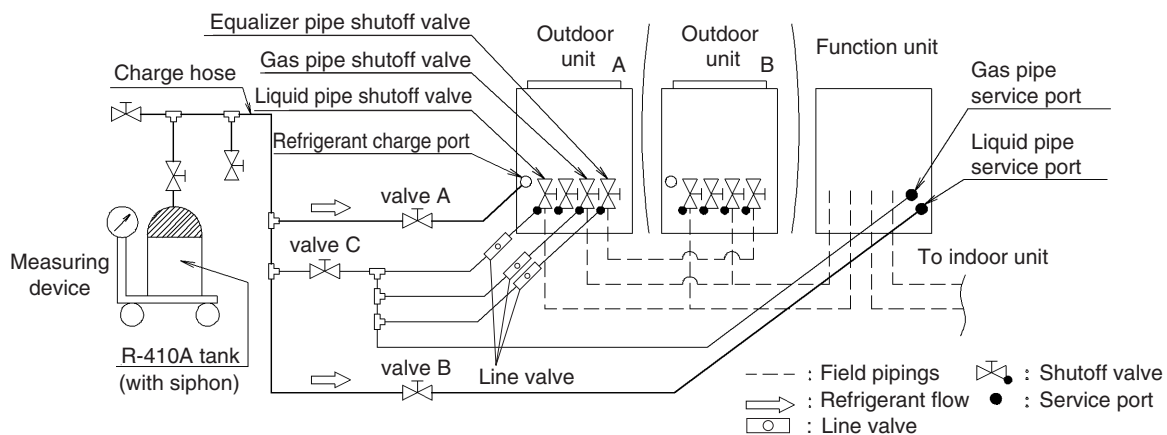 Equalizer pipe shutoff valve
Gas pipe shutoff valve
Charge hose
Liquid pipe shutoff valve
Refrigerant charge port
Outdoor
unit A
Outdoor
unit B
Function unit
Gas pipe
service port
Liquid pipe
service port
valve A
valve C
Measuring
device
To indoor unit
R-410A tank
(with siphon)
valve B
Line valve
: Field pipings
: Shutoff valve
: Refrigerant flow
: Service port
: Line valve